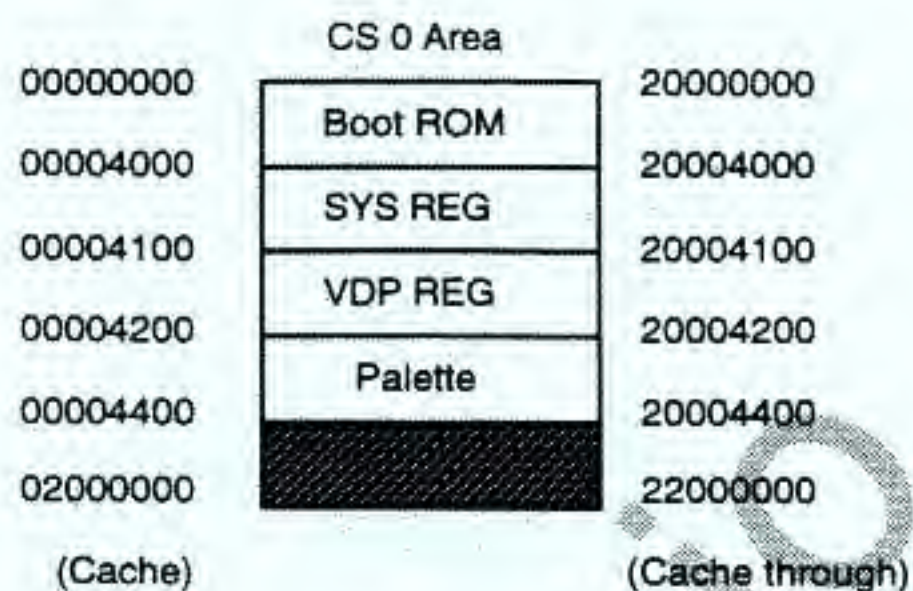 CS 0 Area
00000000 20000000
Boot ROM
00004000 20004000
SYS REG
00004100 20004100
VDP REG
00004200 20004200
Palette
00004400 20004400
02000000 22000000
(Cache) (Cache through)